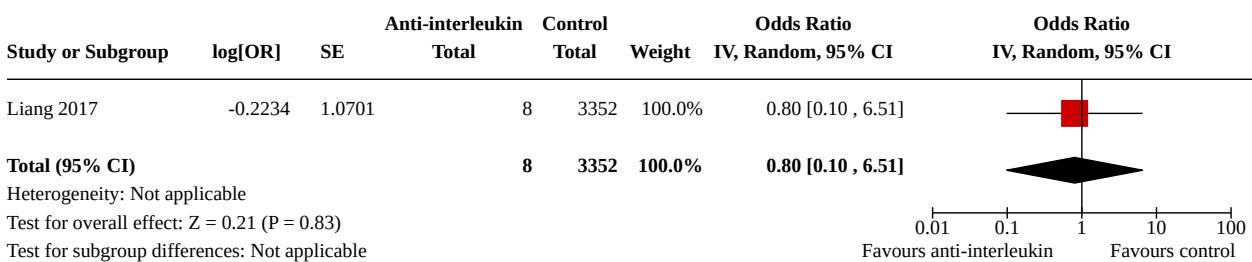 Anti-interleukin Control Odds Ratio Odds Ratio
Study or Subgroup log[OR] SE Total Total Weight IV, Random, 95% CI IV, Random, 95% CI
Liang 2017 -0.2234 1.0701 8 3352 100.0% 0.80 [0.10 , 6.51]
Total (95% CI) 8 3352 100.0% 0.80 [0.10 , 6.51]
Heterogeneity: Not applicable
Test for overall effect: Z = 0.21 (P = 0.83)
0.01 0.1 1 10 100
Test for subgroup differences: Not applicable Favours anti-interleukin Favours control